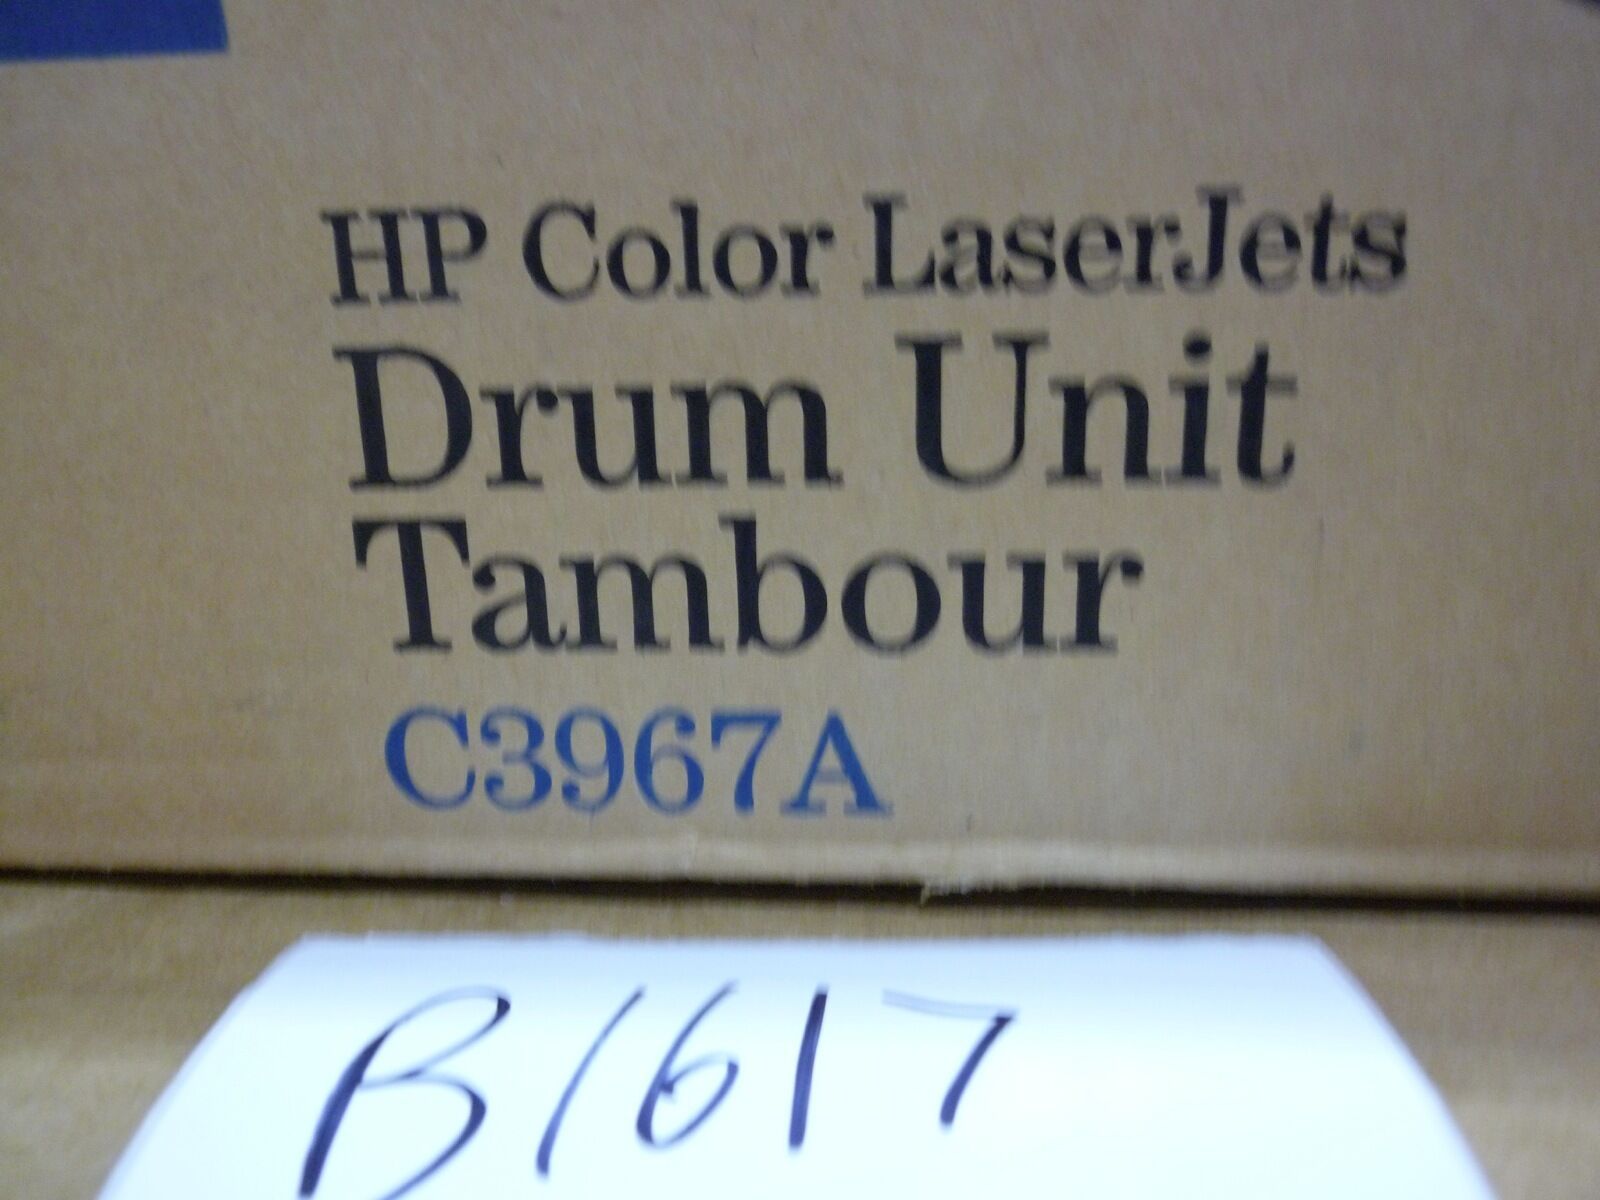 HP Color LaserJets
Drum Unit
Tambour
C3967A
B1617